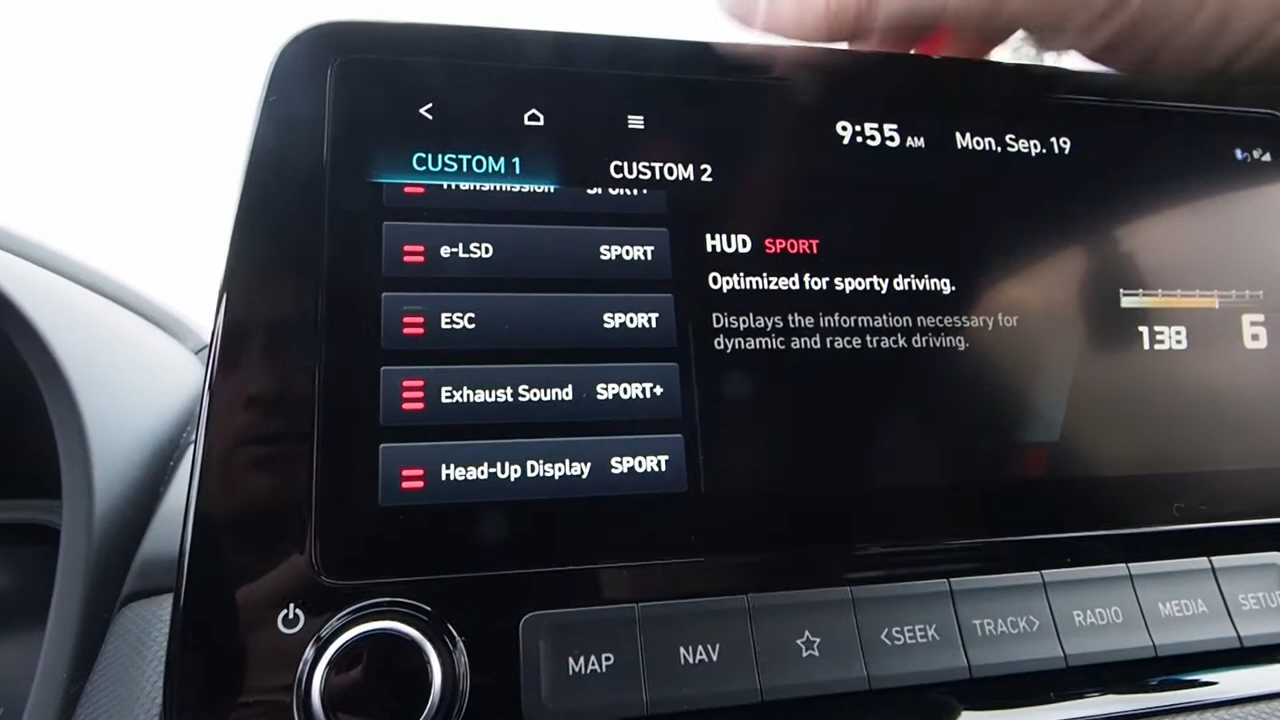 9:55 AM Mon, Sep. 19
CUSTOM 1 CUSTOM 2
Transmission SPORT+
e-LSD SPORT
ESC SPORT
Exhaust Sound SPORT+
Head-Up Display SPORT
HUD SPORT
Optimized for sporty driving.
Displays the information necessary for
dynamic and race track driving.
138 6
MAP NAV <SEEK TRACK> RADIO MEDIA SETUP